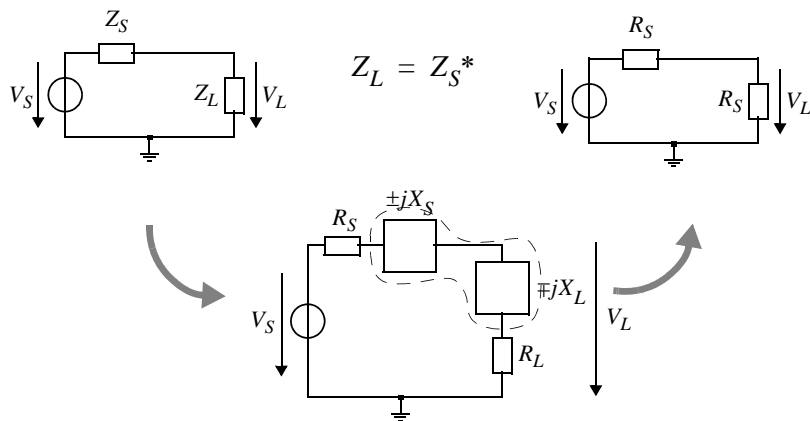 Z_S
V_S
Z_L
V_L
Z_L = Z_S*
R_S
V_S
R_S
V_L
±jX_S
R_S
V_S
∓jX_L
R_L
V_L